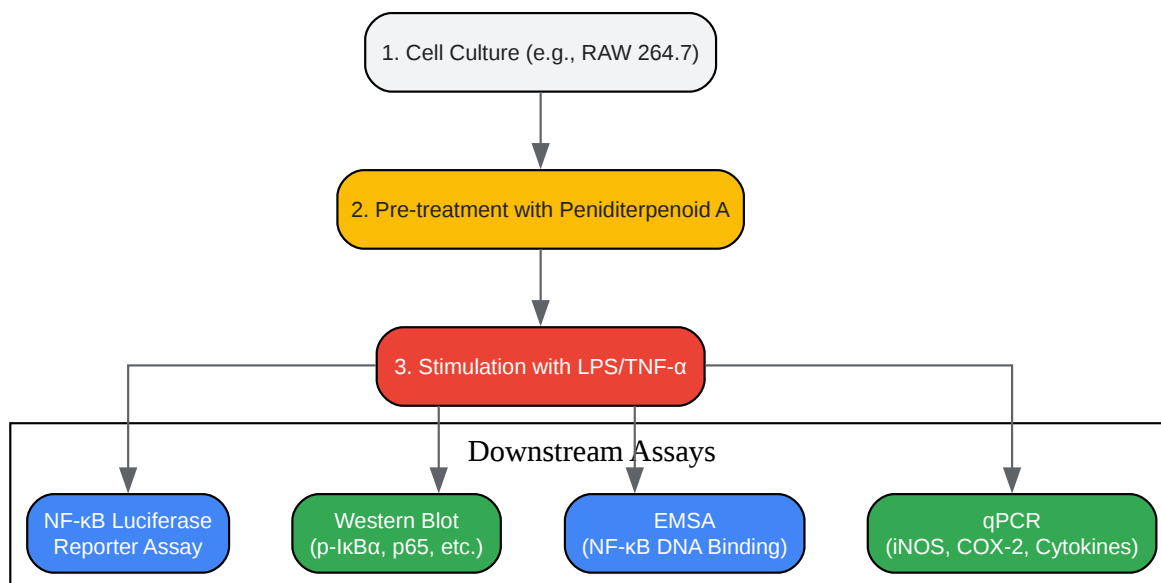 1. Cell Culture (e.g., RAW 264.7)
2. Pre-treatment with Peniditerpenoid A
3. Stimulation with LPS/TNF-α
Downstream Assays
NF-κB Luciferase
Reporter Assay
Western Blot
(p-IκBα, p65, etc.)
EMSA
(NF-κB DNA Binding)
qPCR
(iNOS, COX-2, Cytokines)